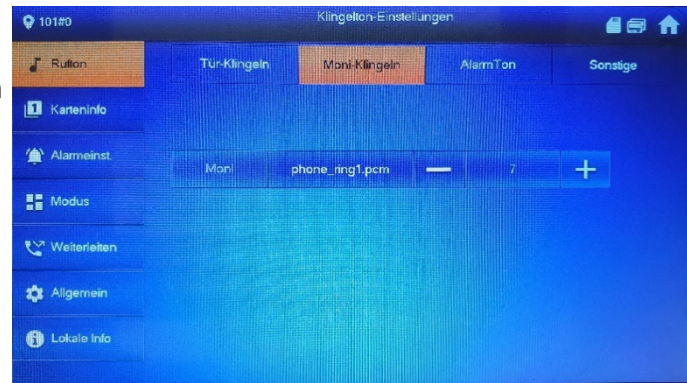 101#0
Klingelton-Einstellungen
Rufton
Tür-Klingeln
Moni-Klingeln
AlarmTon
Sonstige
1 Karteninfo
Alarmeinst.
Moni
phone_ring1.pcm
7
Modus
Weiterleiten
Allgemein
Lokale Info